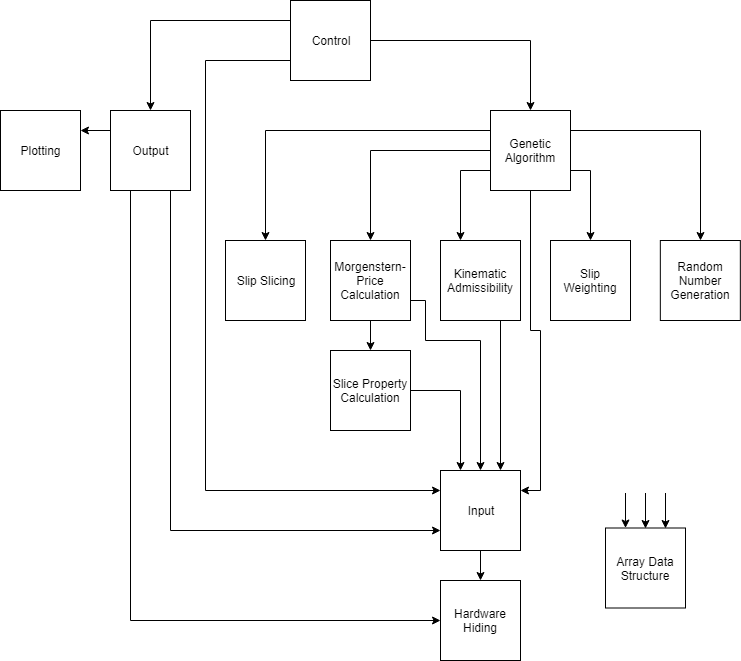 Control
Plotting
Output
Genetic
Algorithm
Slip Slicing
Morgenstern-
Price
Calculation
Kinematic
Admissibility
Slip
Weighting
Random
Number
Generation
Slice Property
Calculation
Input
Array Data
Structure
Hardware
Hiding